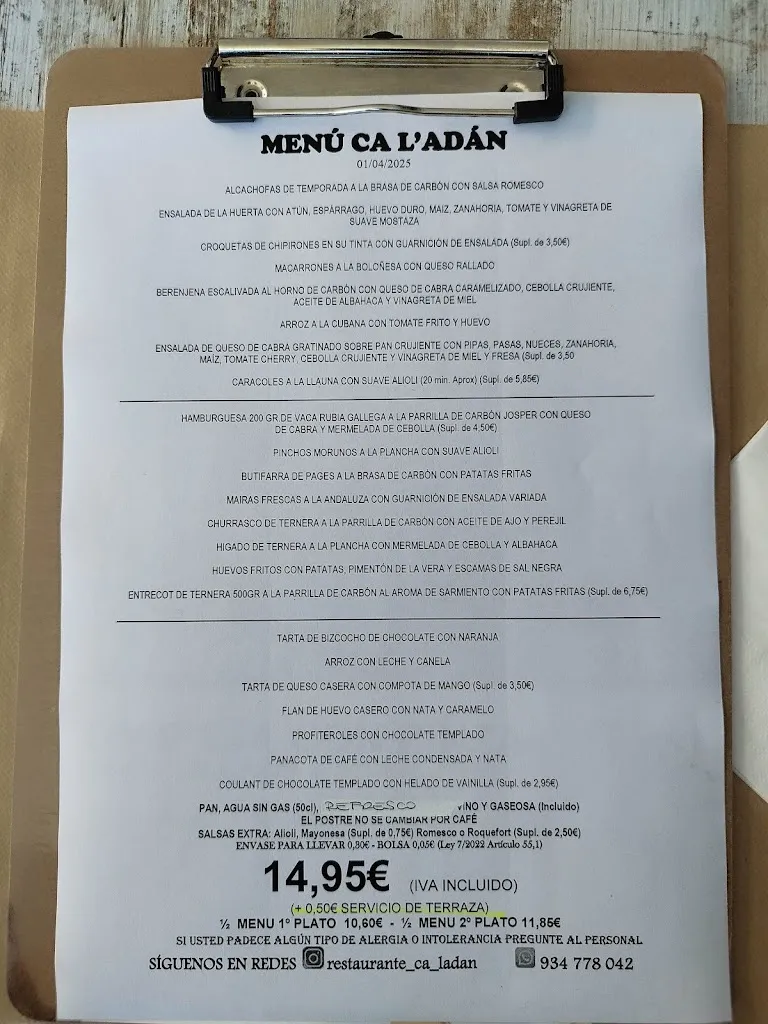 MENÚ CA L'ADÁN
01/04/2025
ALCACHOFAS DE TEMPORADA A LA BRASA DE CARBÓN CON SALSA ROMESCO
ENSALADA DE LA HUERTA CON ATÚN, ESPÁRRAGO, HUEVO DURO, MAIZ, ZANAHORIA, TOMATE Y VINAGRETA DE
SUAVE MOSTAZA
CROQUETAS DE CHIPIRONES EN SU TINTA CON GUARNICIÓN DE ENSALADA (Supl. de 3,50€)
MACARRONES A LA BOLOÑESA CON QUESO RALLADO
BERENJENA ESCALIVADA AL HORNO DE CARBÓN CON QUESO DE CABRA CARAMELIZADO, CEBOLLA CRUJIENTE,
ACEITE DE ALBAHACA Y VINAGRETA DE MIEL
ARROZ A LA CUBANA CON TOMATE FRITO Y HUEVO
ENSALADA DE QUESO DE CABRA GRATINADO SOBRE PAN CRUJIENTE CON PIPAS, PASAS, NUECES, ZANAHORIA,
MAÍZ, TOMATE CHERRY, CEBOLLA CRUJIENTE Y VINAGRETA DE MIEL Y FRESA (Supl. de 3,50
CARACOLES A LA LLAUNA CON SUAVE ALIOLI (20 min. Aprox) (Supl. de 5,85€)
HAMBURGUESA 200 GR.DE VACA RUBIA GALLEGA A LA PARRILLA DE CARBÓN JOSPER CON QUESO
DE CABRA Y MERMELADA DE CEBOLLA (Supl. de 4,50€)
PINCHOS MORUNOS A LA PLANCHA CON SUAVE ALIOLI
BUTIFARRA DE PAGES A LA BRASA DE CARBÓN CON PATATAS FRITAS
MAIRAS FRESCAS A LA ANDALUZA CON GUARNICIÓN DE ENSALADA VARIADA
CHURRASCO DE TERNERA A LA PARRILLA DE CARBÓN CON ACEITE DE AJO Y PEREJIL
HIGADO DE TERNERA A LA PLANCHA CON MERMELADA DE CEBOLLA Y ALBAHACA
HUEVOS FRITOS CON PATATAS, PIMENTÓN DE LA VERA Y ESCAMAS DE SAL NEGRA
ENTRECOT DE TERNERA 500GR A LA PARRILLA DE CARBÓN AL AROMA DE SARMIENTO CON PATATAS FRITAS (Supl. de 6,75€)
TARTA DE BIZCOCHO DE CHOCOLATE CON NARANJA
ARROZ CON LECHE Y CANELA
TARTA DE QUESO CASERA CON COMPOTA DE MANGO (Supl. de 3,50€)
FLAN DE HUEVO CASERO CON NATA Y CARAMELO
PROFITEROLES CON CHOCOLATE TEMPLADO
PANACOTA DE CAFÉ CON LECHE CONDENSADA Y NATA
COULANT DE CHOCOLATE TEMPLADO CON HELADO DE VAINILLA (Supl. de 2,95€)
PAN, AGUA SIN GAS (50cl), REFRESCO VINO Y GASEOSA (Incluido)
EL POSTRE NO SE CAMBIAR POR CAFÉ
SALSAS EXTRA: Alioli, Mayonesa (Supl. de 0,75€) Romesco o Roquefort (Supl. de 2,50€)
ENVASE PARA LLEVAR 0,80€ - BOLSA 0,05€ (Ley 7/2022 Artículo 55,1)
14,95€ (IVA INCLUIDO)
(+ 0,50€ SERVICIO DE TERRAZA)
½ MENU 1º PLATO 10,60€ - ½ MENU 2º PLATO 11,85€
SI USTED PADECE ALGÚN TIPO DE ALERGIA O INTOLERANCIA PREGUNTE AL PERSONAL
SÍGUENOS EN REDES restaurante_ca_ladan 934 778 042